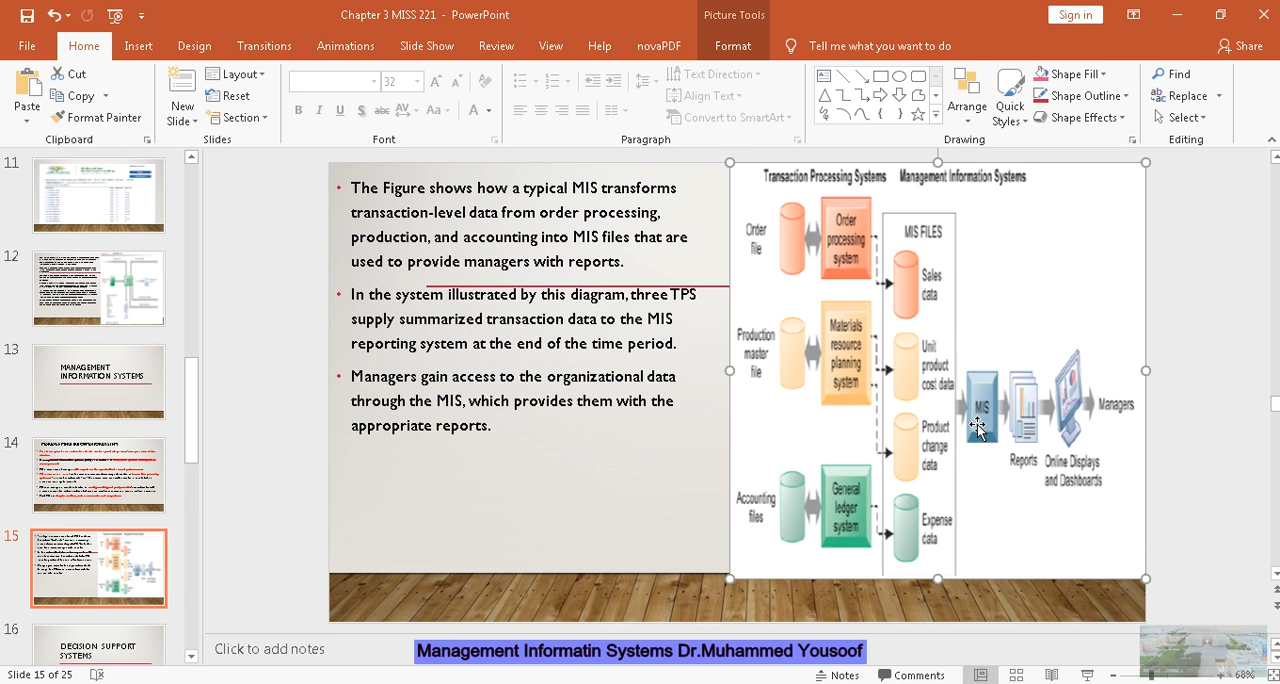 Chapter 3 MISS 221 - PowerPoint
Picture Tools
Sign in
File
Home
Insert
Design
Transitions
Animations
Slide Show
Review
View
Help
novaPDF
Format
Tell me what you want to do
Share
Paste
Cut
Copy
Format Painter
Clipboard
New
Slide
Layout
Reset
Section
Slides
32
Font
Text Direction
Align Text
Convert to SmartArt
Paragraph
Arrange
Quick
Styles
Shape Fill
Shape Outline
Shape Effects
Drawing
Find
Replace
Select
Editing
11
12
13
MANAGEMENT
INFORMATION SYSTEMS
14
15
16
DECISION SUPPORT
SYSTEMS
• The Figure shows how a typical MIS transforms
transaction-level data from order processing,
production, and accounting into MIS files that are
used to provide managers with reports.
• In the system illustrated by this diagram, three TPS
supply summarized transaction data to the MIS
reporting system at the end of the time period.
• Managers gain access to the organizational data
through the MIS, which provides them with the
appropriate reports.
Transaction Processing Systems
Management Information Systems
Order
file
Order
processing
system
MIS FILES
Sales
data
Production
master
file
Materials
resource
planning
system
Unit
product
cost data
Product
change
data
MIS
Reports
Online Displays
and Dashboards
Managers
Accounting
files
General
ledger
system
Expense
data
Click to add notes
Management Informatin Systems Dr.Muhammed Yousoof
Slide 15 of 25
Notes
Comments
68%